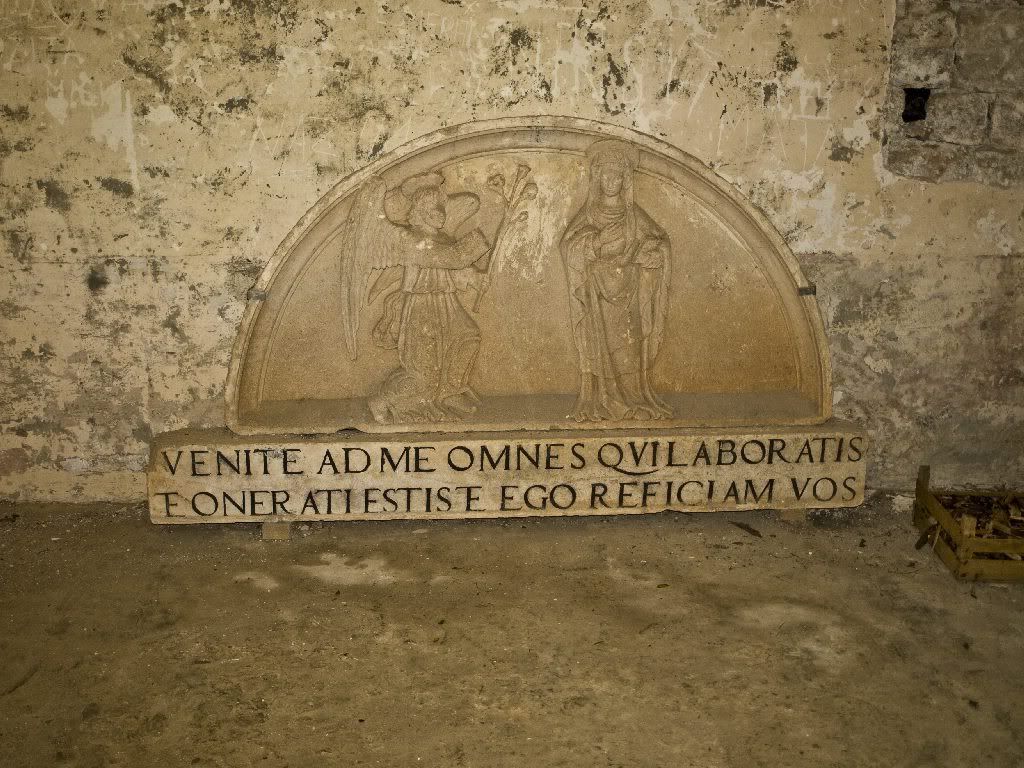 VENITE AD ME OMNES QVI LABORATIS
E ONERATI ESTIS E EGO REFICIAM VOS